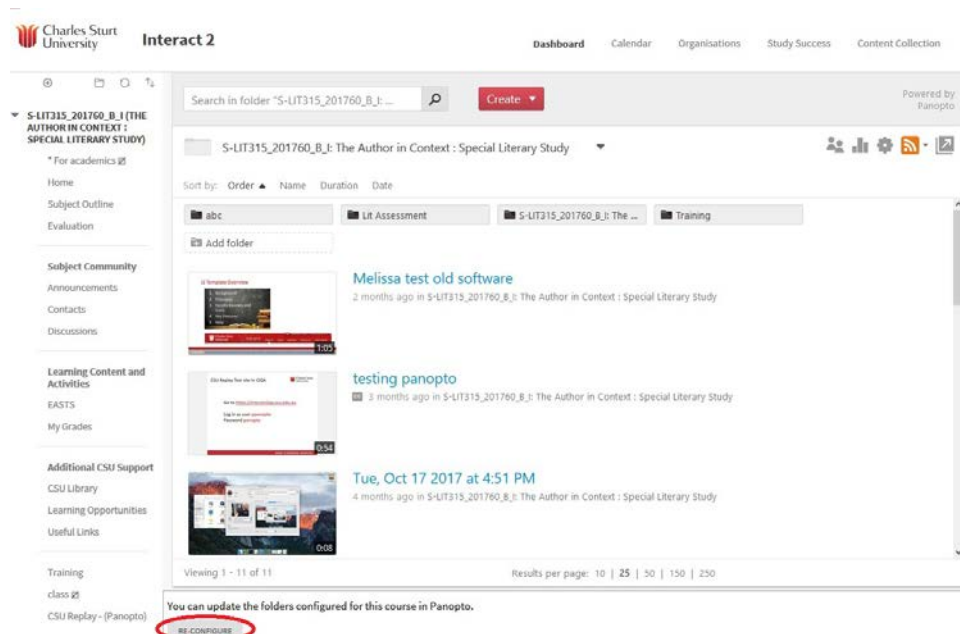 Charles Sturt
University
Interact 2
Dashboard
Calendar
Organisations
Study Success
Content Collection
S-LIT315_201760_B_I (THE
AUTHOR IN CONTEXT :
SPECIAL LITERARY STUDY)
* For academics
Home
Subject Outline
Evaluation
Subject Community
Announcements
Contacts
Discussions
Learning Content and
Activities
EASTS
My Grades
Additional CSU Support
CSU Library
Learning Opportunities
Useful Links
Training
class
CSU Replay - (Panopto)
Search in folder "S-LIT315_201760_B_I: ...
Create
Powered by
Panopto
S-LIT315_201760_B_I: The Author in Context : Special Literary Study
Sort by: Order Name Duration Date
abc
Lit Assessment
S-LIT315_201760_B_I: The ...
Training
Add folder
1:05
Melissa test old software
2 months ago in S-LIT315_201760_B_I: The Author in Context : Special Literary Study
0:54
testing panopto
3 months ago in S-LIT315_201760_B_I: The Author in Context : Special Literary Study
0:08
Tue, Oct 17 2017 at 4:51 PM
4 months ago in S-LIT315_201760_B_I: The Author in Context : Special Literary Study
Viewing 1 - 11 of 11
Results per page: 10 | 25 | 50 | 150 | 250
You can update the folders configured for this course in Panopto.
RE-CONFIGURE